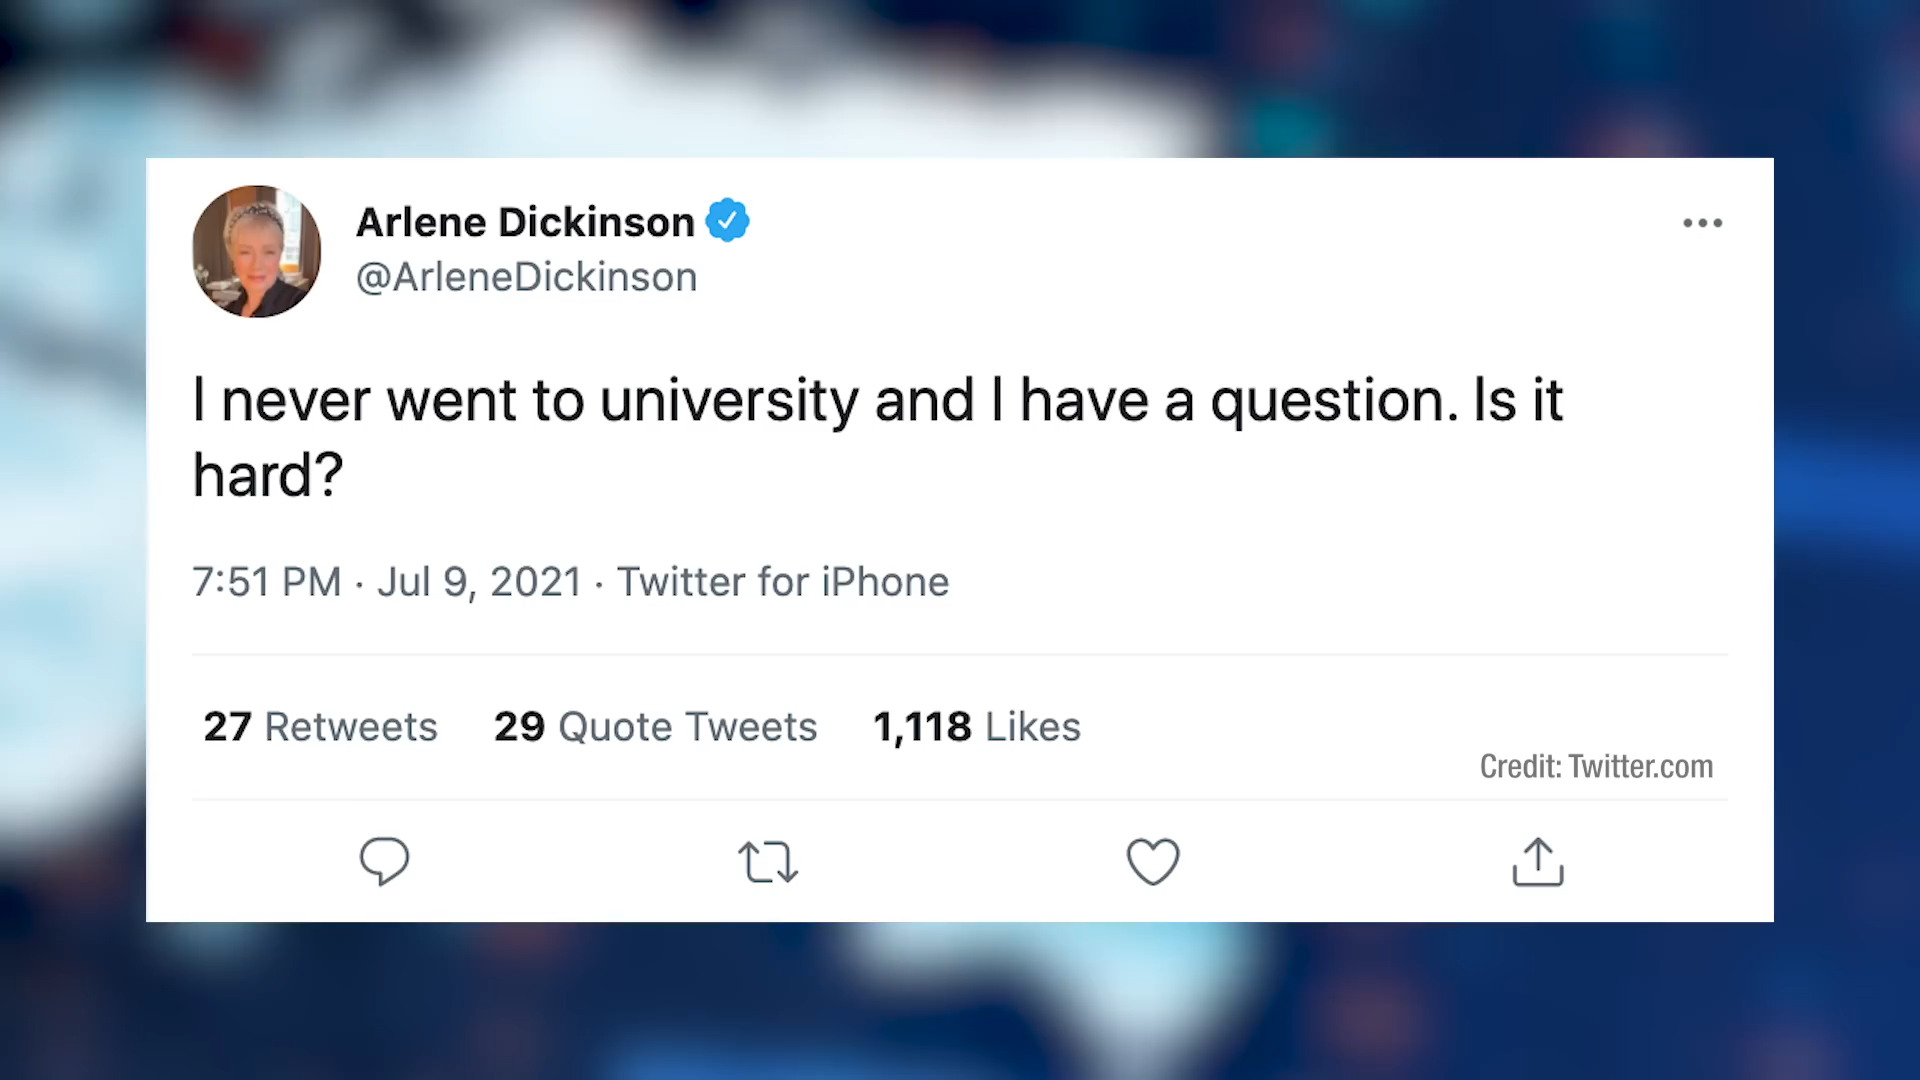 Arlene Dickinson
@ArleneDickinson
I never went to university and I have a question. Is it
hard?
7:51 PM · Jul 9, 2021 · Twitter for iPhone
27 Retweets 29 Quote Tweets 1,118 Likes
Credit: Twitter.com